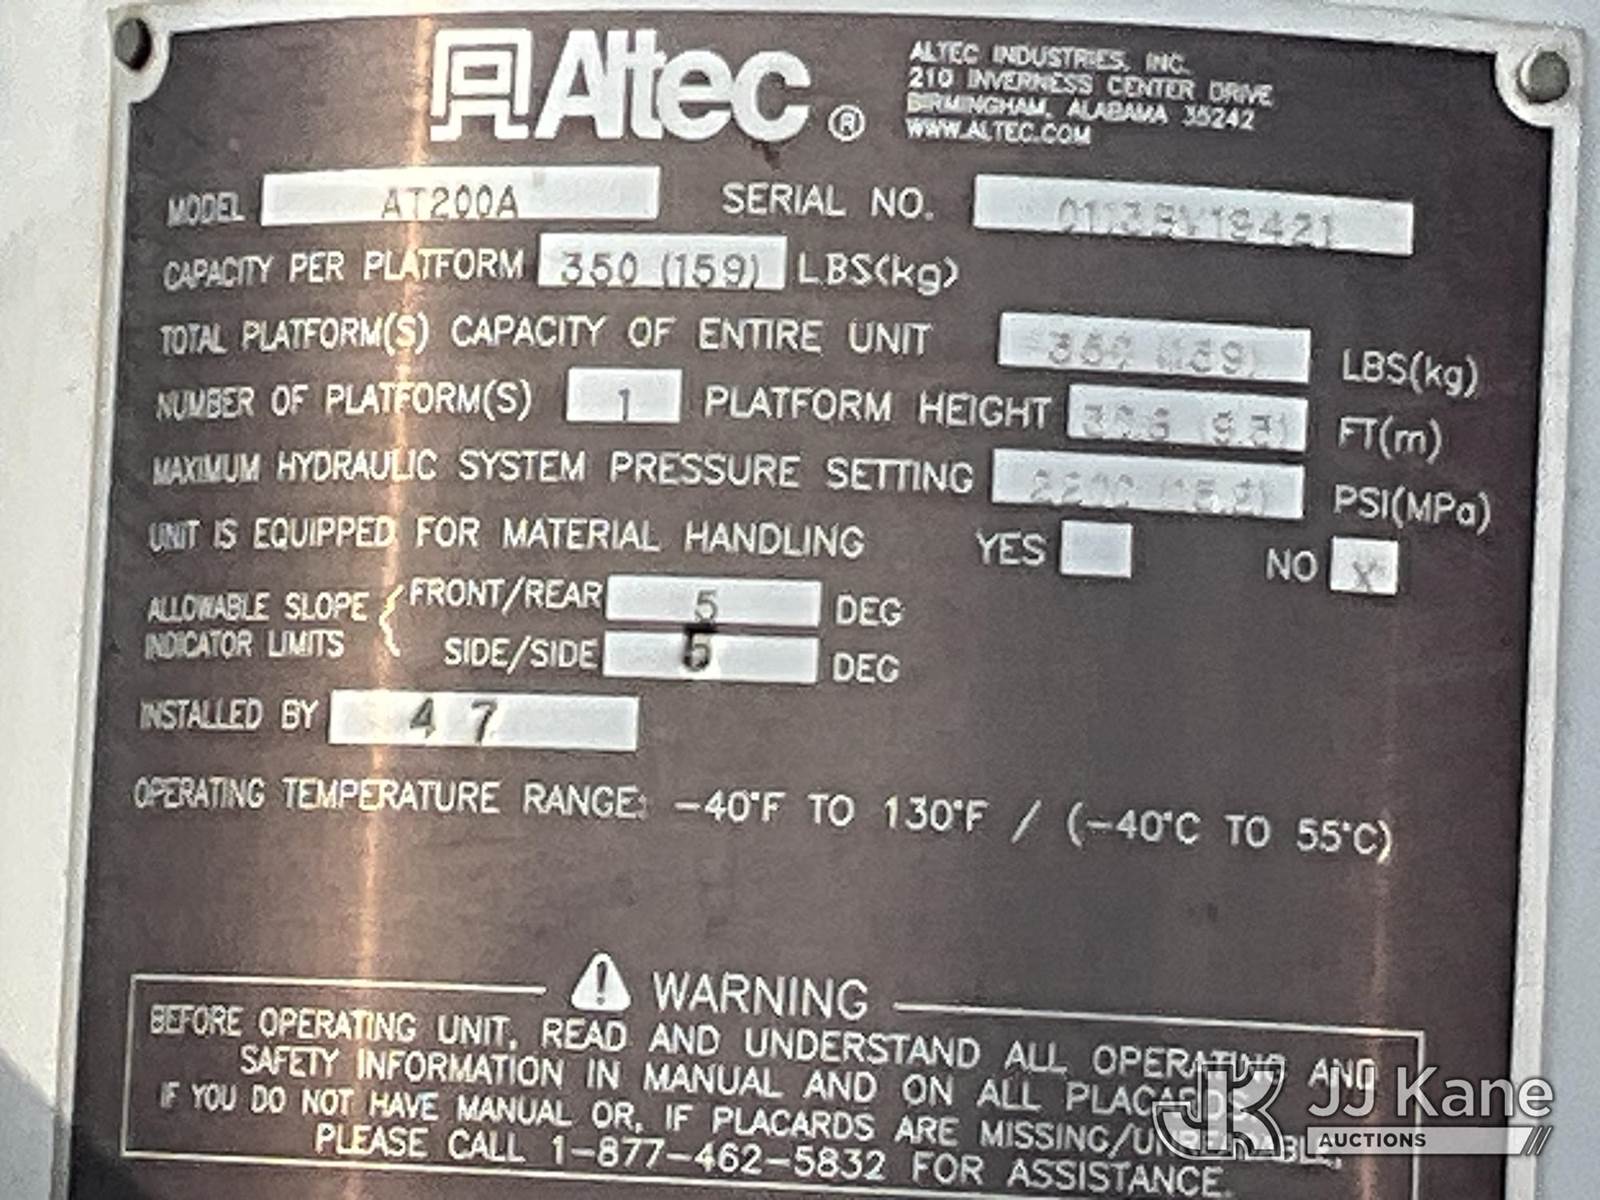 Altec ®
ALTEC INDUSTRIES, INC.
210 INVERNESS CENTER DRIVE
BIRMINGHAM, ALABAMA 35242
WWW.ALTEC.COM
MODEL AT200A SERIAL NO.
CAPACITY PER PLATFORM 350 (159) LBS(kg)
TOTAL PLATFORM(S) CAPACITY OF ENTIRE UNIT 350 (159) LBS(kg)
NUMBER OF PLATFORM(S) 1 PLATFORM HEIGHT FT(m)
MAXIMUM HYDRAULIC SYSTEM PRESSURE SETTING 2200 (15.2) PSI(MPa)
UNIT IS EQUIPPED FOR MATERIAL HANDLING YES NO X
ALLOWABLE SLOPE INDICATOR LIMITS { FRONT/REAR 5 DEG
SIDE/SIDE 5 DEG
INSTALLED BY 47
OPERATING TEMPERATURE RANGE: -40°F TO 130°F / (-40°C TO 55°C)
WARNING
BEFORE OPERATING UNIT, READ AND UNDERSTAND ALL OPERATING AND
SAFETY INFORMATION IN MANUAL AND ON ALL PLACARDS.
IF YOU DO NOT HAVE MANUAL OR, IF PLACARDS ARE MISSING/UNREADABLE,
PLEASE CALL 1-877-462-5832 FOR ASSISTANCE.
JK JJ Kane
AUCTIONS